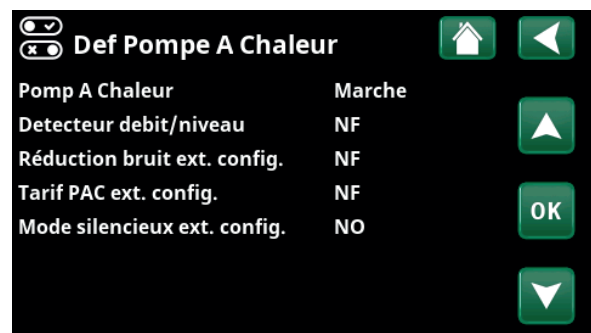 Def Pompe A Chaleur
Pomp A Chaleur Marche
Detecteur debit/niveau NF
Réduction bruit ext. config. NF
Tarif PAC ext. config. NF
Mode silencieux ext. config. NO
OK